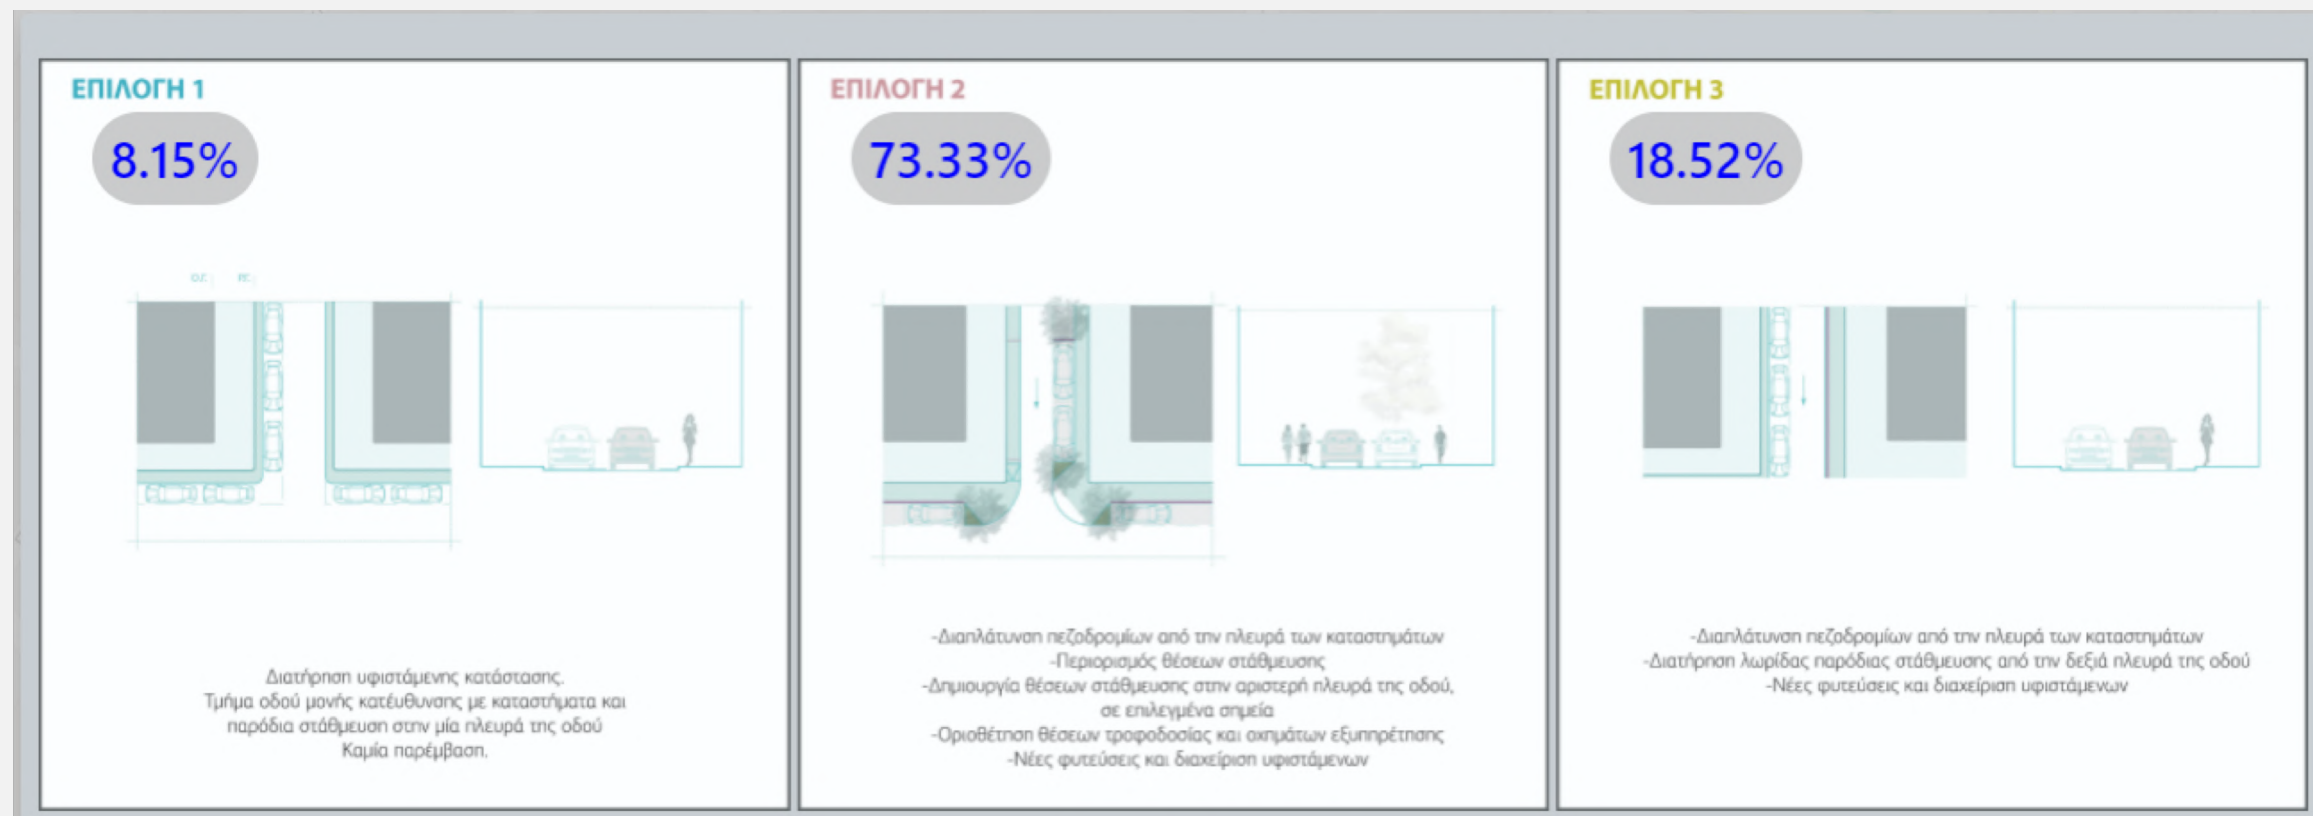 ΕΠΙΛΟΓΗ 1
8.15%
Ο.Γ. Ρ.Γ.
Διατήρηση υφιστάμενης κατάστασης.
Τμήμα οδού μονής κατεύθυνσης με καταστήματα και
παρόδια στάθμευση στην μία πλευρά της οδού
Καμία παρέμβαση.
ΕΠΙΛΟΓΗ 2
73.33%
-Διαπλάτυνση πεζοδρομίων από την πλευρά των καταστημάτων
-Περιορισμός θέσεων στάθμευσης
-Δημιουργία θέσεων στάθμευσης στην αριστερή πλευρά της οδού,
σε επιλεγμένα σημεία
-Οριοθέτηση θέσεων τροφοδοσίας και οχημάτων εξυπηρέτησης
-Νέες φυτεύσεις και διαχείριση υφιστάμενων
ΕΠΙΛΟΓΗ 3
18.52%
-Διαπλάτυνση πεζοδρομίων από την πλευρά των καταστημάτων
-Διατήρηση λωρίδας παρόδιας στάθμευσης από την δεξιά πλευρά της οδού
-Νέες φυτεύσεις και διαχείριση υφιστάμενων